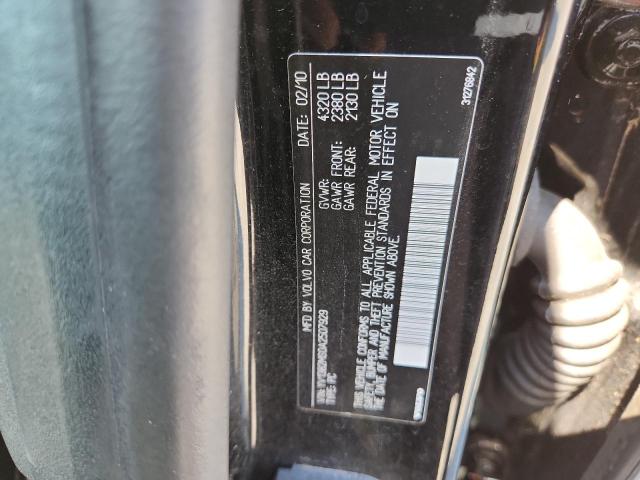 MFD BY VOLVO CAR CORPORATION DATE: 02/10
GVWR: 4320 LB
GAWR FRONT: 2380 LB
GAWR REAR: 2130 LB
THIS VEHICLE CONFORMS TO ALL APPLICABLE FEDERAL MOTOR VEHICLE
SAFETY, BUMPER AND THEFT PREVENTION STANDARDS IN EFFECT ON
THE DATE OF MANUFACTURE SHOWN ABOVE.
TYPE: PC
31276842